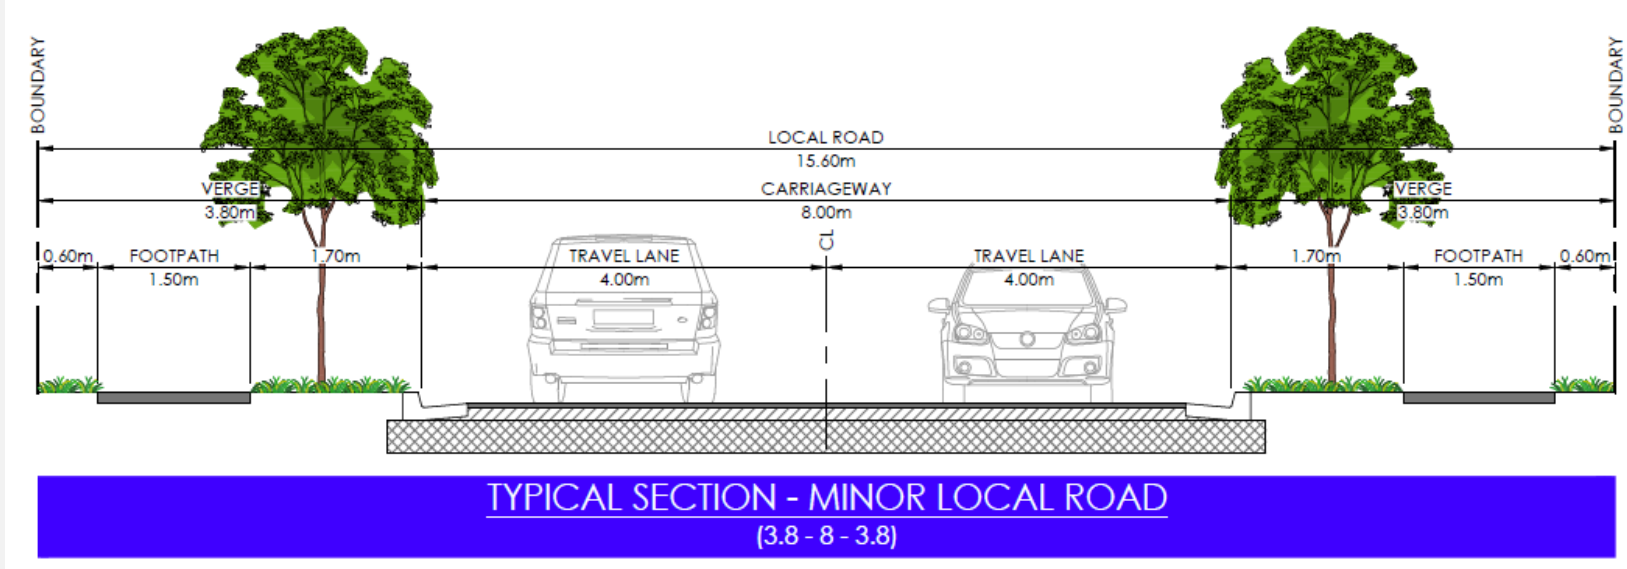 BOUNDARY
BOUNDARY
LOCAL ROAD
15.60m
VERGE
CARRIAGEWAY
VERGE
3.80m
8.00m
3.80m
CL
0.60m
FOOTPATH
1.70m
TRAVEL LANE
TRAVEL LANE
1.70m
FOOTPATH
0.60m
1.50m
4.00m
4.00m
1.50m
TYPICAL SECTION - MINOR LOCAL ROAD
(3.8 - 8 - 3.8)